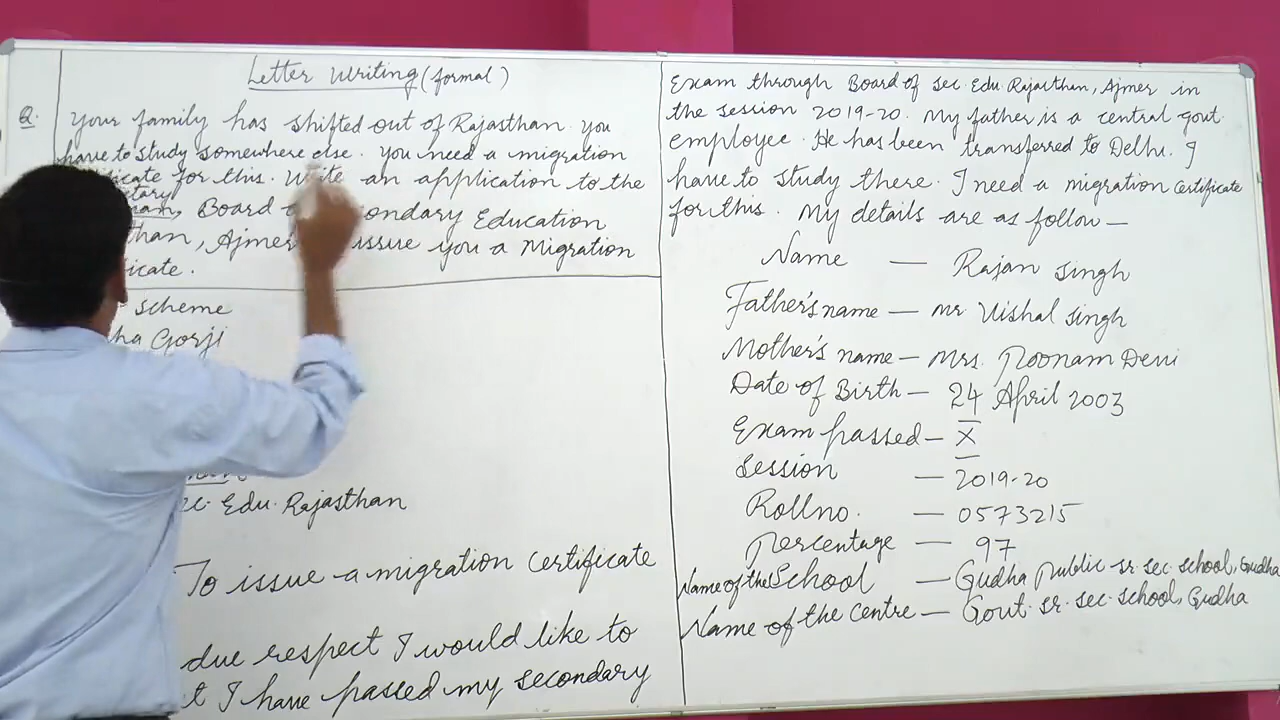 Letter Writing (formal)
Q. Your family has shifted out of Rajasthan. You
have to study somewhere else. You need a migration
for this. Write an application to the
Board ondary Education
Ajmer issue you a Migration
icate.
scheme
Gorji
Edu. Rajasthan
To issue a migration certificate
due respect I would like to
t I have passed my secondary
Exam through Board of Sec. Edu. Rajasthan, Ajmer in
the session 2019-20. My father is a central govt.
employee. He has been transferred to Delhi. I
have to study there. I need a migration certificate
for this. My details are as follow —
Name — Rajan Singh
Father's name — Mr. Vishal Singh
Mother's name — Mrs. Poonam Devi
Date of Birth — 24 April 2003
Exam passed — X
Session — 2019-20
Roll no. — 0573215
Percentage — 97
Name of the School — Gudha Public Sr. Sec. School, Gudha
Name of the Centre — Govt. Sr. Sec. School, Gudha